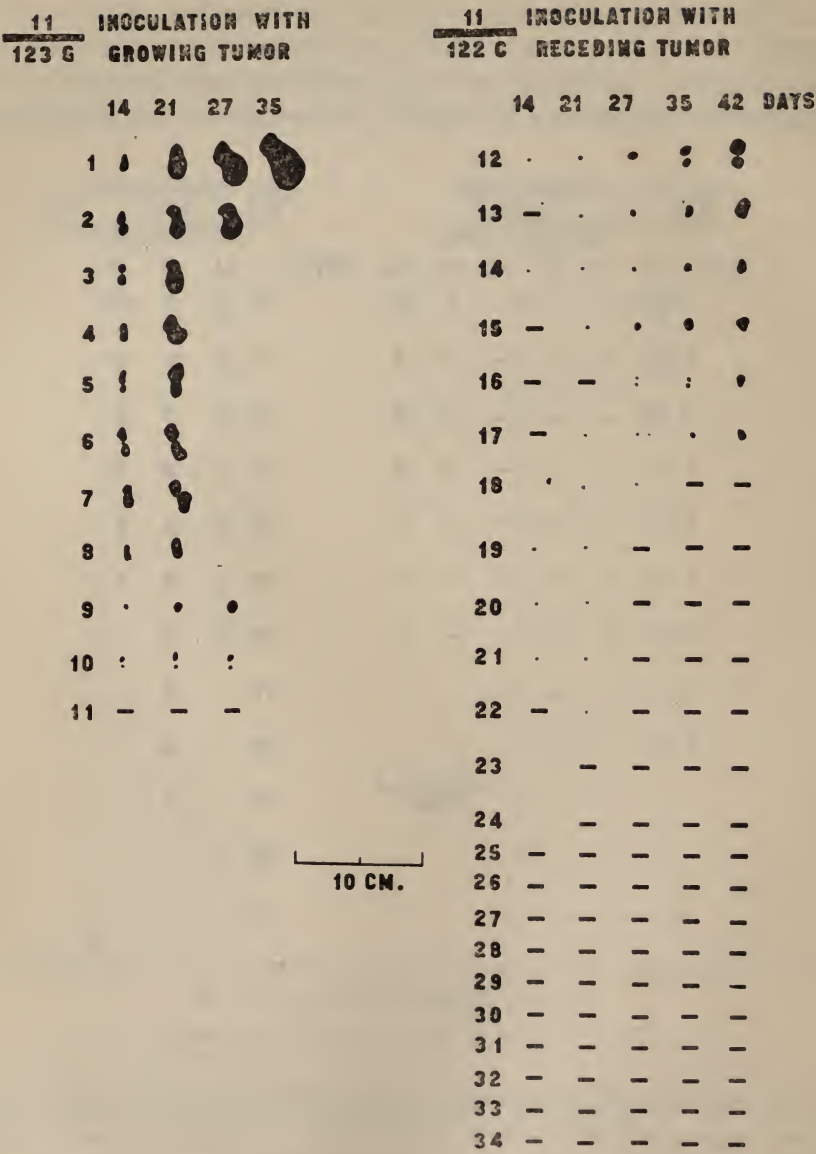 11 INOCULATION WITH
123 G GROWING TUMOR
14 21 27 35
1
2
3
4
5
6
7
8
9
10
11 – – –
10 CM.
11 INOCULATION WITH
122 C RECEDING TUMOR
14 21 27 35 42 DAYS
12
13 –
14
15 –
16 – –
17 –
18 – –
19 – – –
20 – – –
21 – – –
22 – – – –
23 – – – –
24 – – – –
25 – – – – –
26 – – – – –
27 – – – – –
28 – – – – –
29 – – – – –
30 – – – – –
31 – – – – –
32 – – – – –
33 – – – – –
34 – – – – –